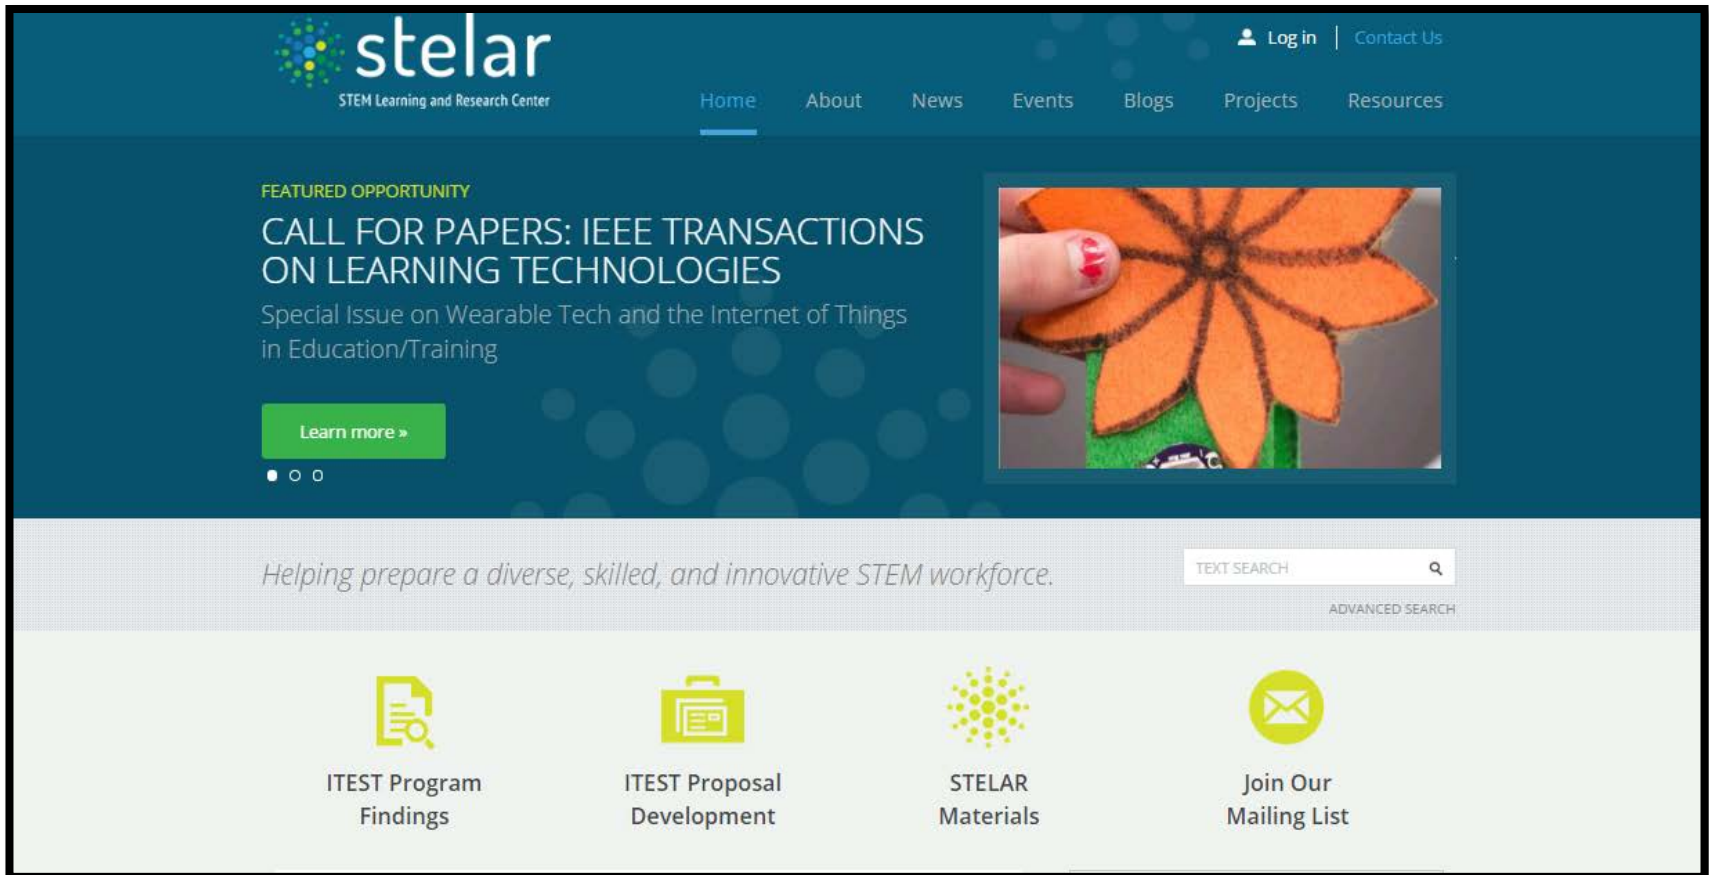 stelar
STEM Learning and Research Center
Log in | Contact Us
Home About News Events Blogs Projects Resources
FEATURED OPPORTUNITY
CALL FOR PAPERS: IEEE TRANSACTIONS
ON LEARNING TECHNOLOGIES
Special Issue on Wearable Tech and the Internet of Things
in Education/Training
Learn more »
Helping prepare a diverse, skilled, and innovative STEM workforce.
TEXT SEARCH
ADVANCED SEARCH
ITEST Program
Findings
ITEST Proposal
Development
STELAR
Materials
Join Our
Mailing List